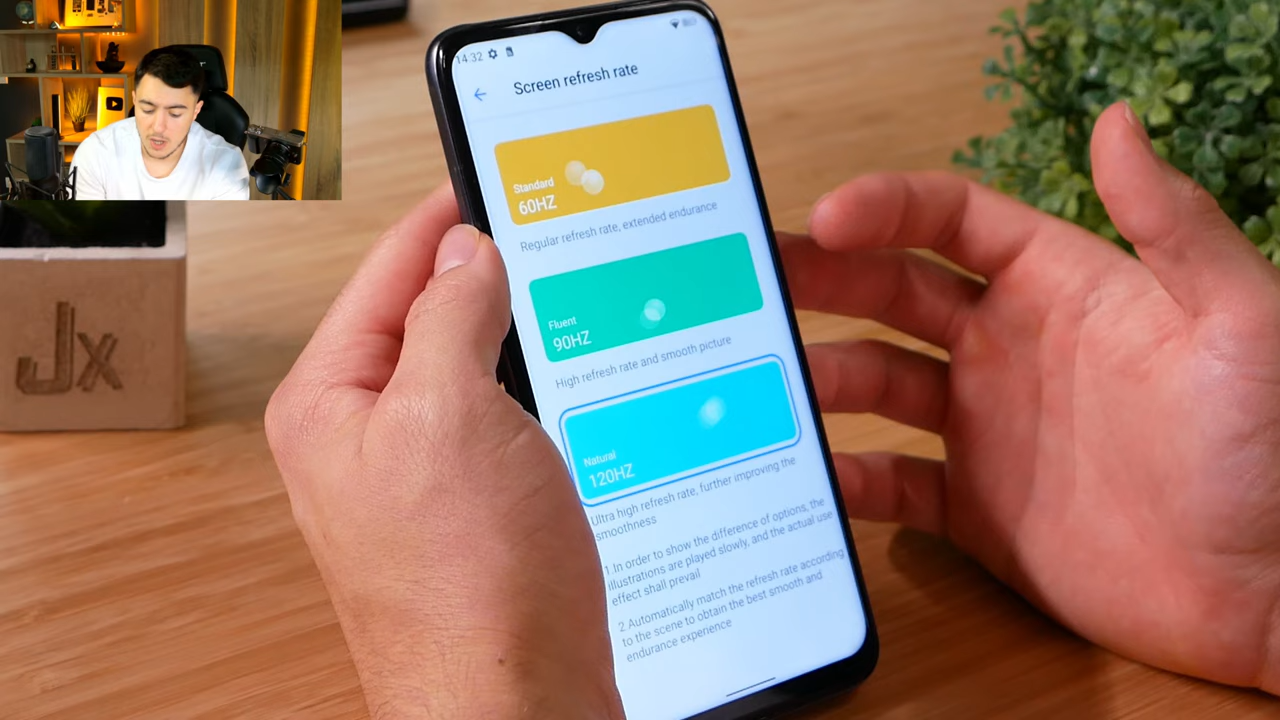 14:32
Screen refresh rate
Standard
60HZ
Regular refresh rate, extended endurance
Fluent
90HZ
High refresh rate and smooth picture
Natural
120HZ
Ultra high refresh rate, further improving the
smoothness
1.In order to show the difference of options, the
illustrations are played slowly, and the actual use
effect shall prevail
2.Automatically match the refresh rate according
to the scene to obtain the best smooth and
endurance experience
Jx